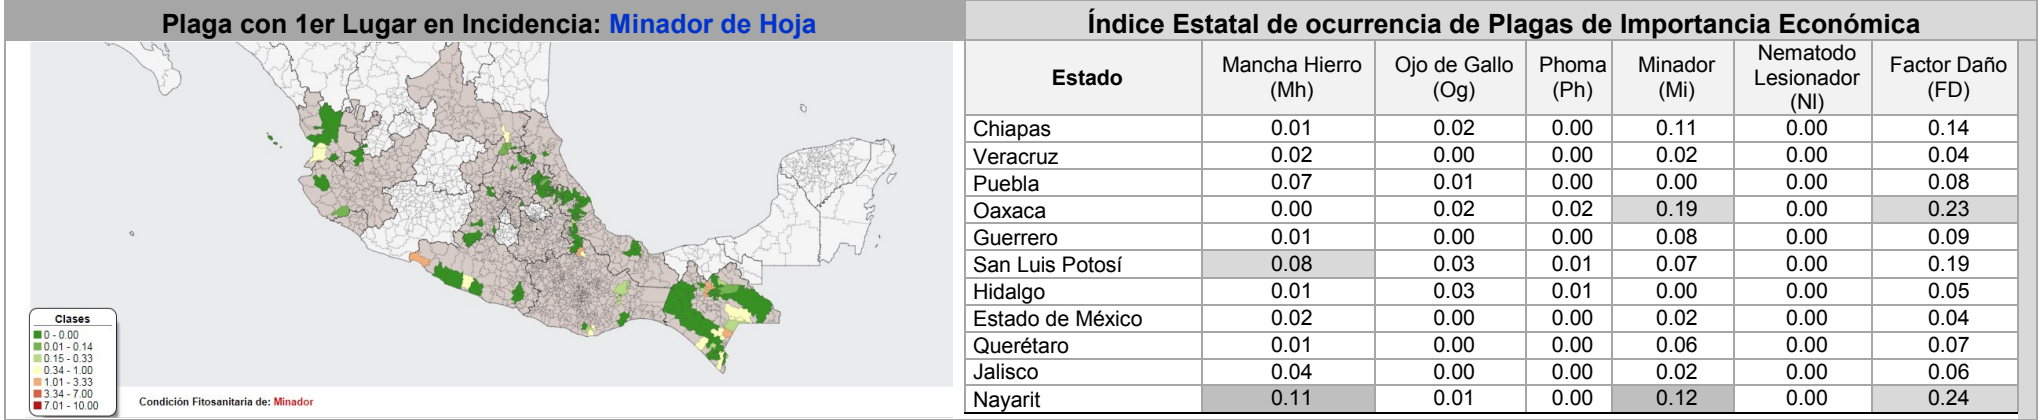 Plaga con 1er Lugar en Incidencia: Minador de Hoja
Clases
0 - 0.00
0.01 - 0.14
0.15 - 0.33
0.34 - 1.00
1.01 - 3.33
3.34 - 7.00
7.01 - 10.00
Condición Fitosanitaria de: Minador
Índice Estatal de ocurrencia de Plagas de Importancia Económica
Estado Mancha Hierro (Mh) Ojo de Gallo (Og) Phoma (Ph) Minador (Mi) Nematodo Lesionador (Nl) Factor Daño (FD)
Chiapas 0.01 0.02 0.00 0.11 0.00 0.14
Veracruz 0.02 0.00 0.00 0.02 0.00 0.04
Puebla 0.07 0.01 0.00 0.00 0.00 0.08
Oaxaca 0.00 0.02 0.02 0.19 0.00 0.23
Guerrero 0.01 0.00 0.00 0.08 0.00 0.09
San Luis Potosí 0.08 0.03 0.01 0.07 0.00 0.19
Hidalgo 0.01 0.03 0.01 0.00 0.00 0.05
Estado de México 0.02 0.00 0.00 0.02 0.00 0.04
Querétaro 0.01 0.00 0.00 0.06 0.00 0.07
Jalisco 0.04 0.00 0.00 0.02 0.00 0.06
Nayarit 0.11 0.01 0.00 0.12 0.00 0.24